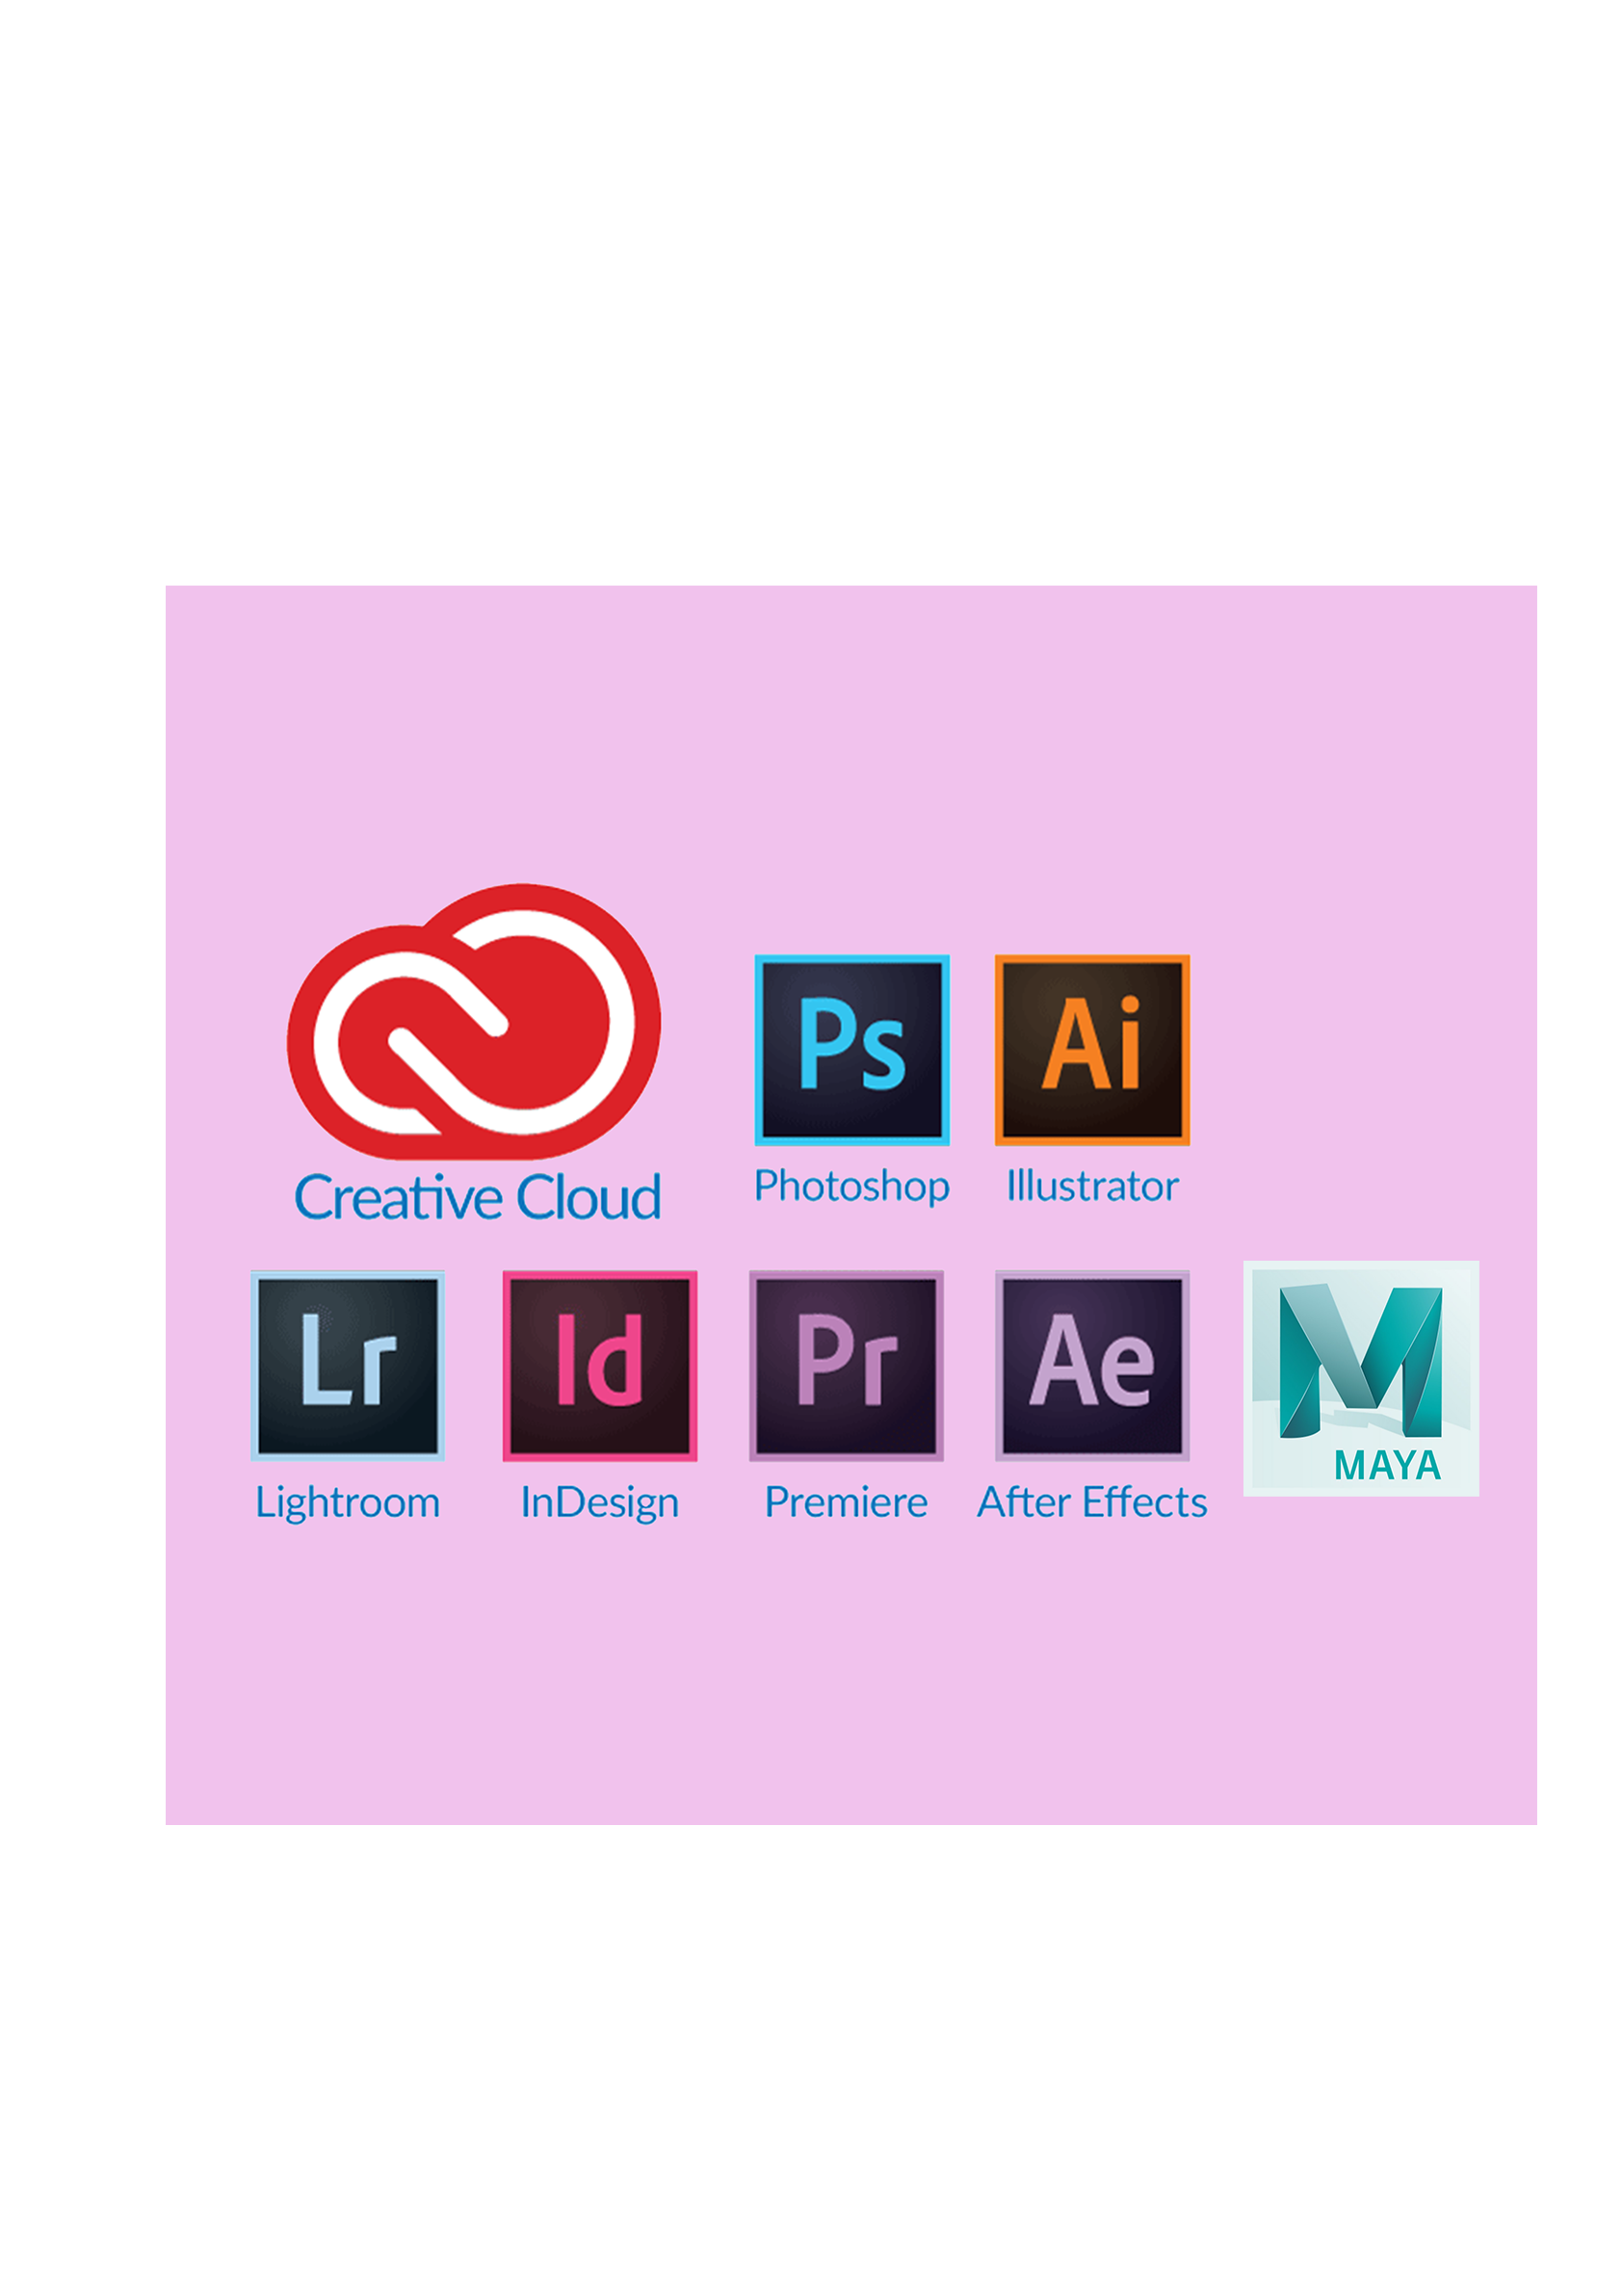 Ps Ai
Creative Cloud Photoshop Illustrator
Lr Id Pr Ae
MAYA
Lightroom InDesign Premiere After Effects